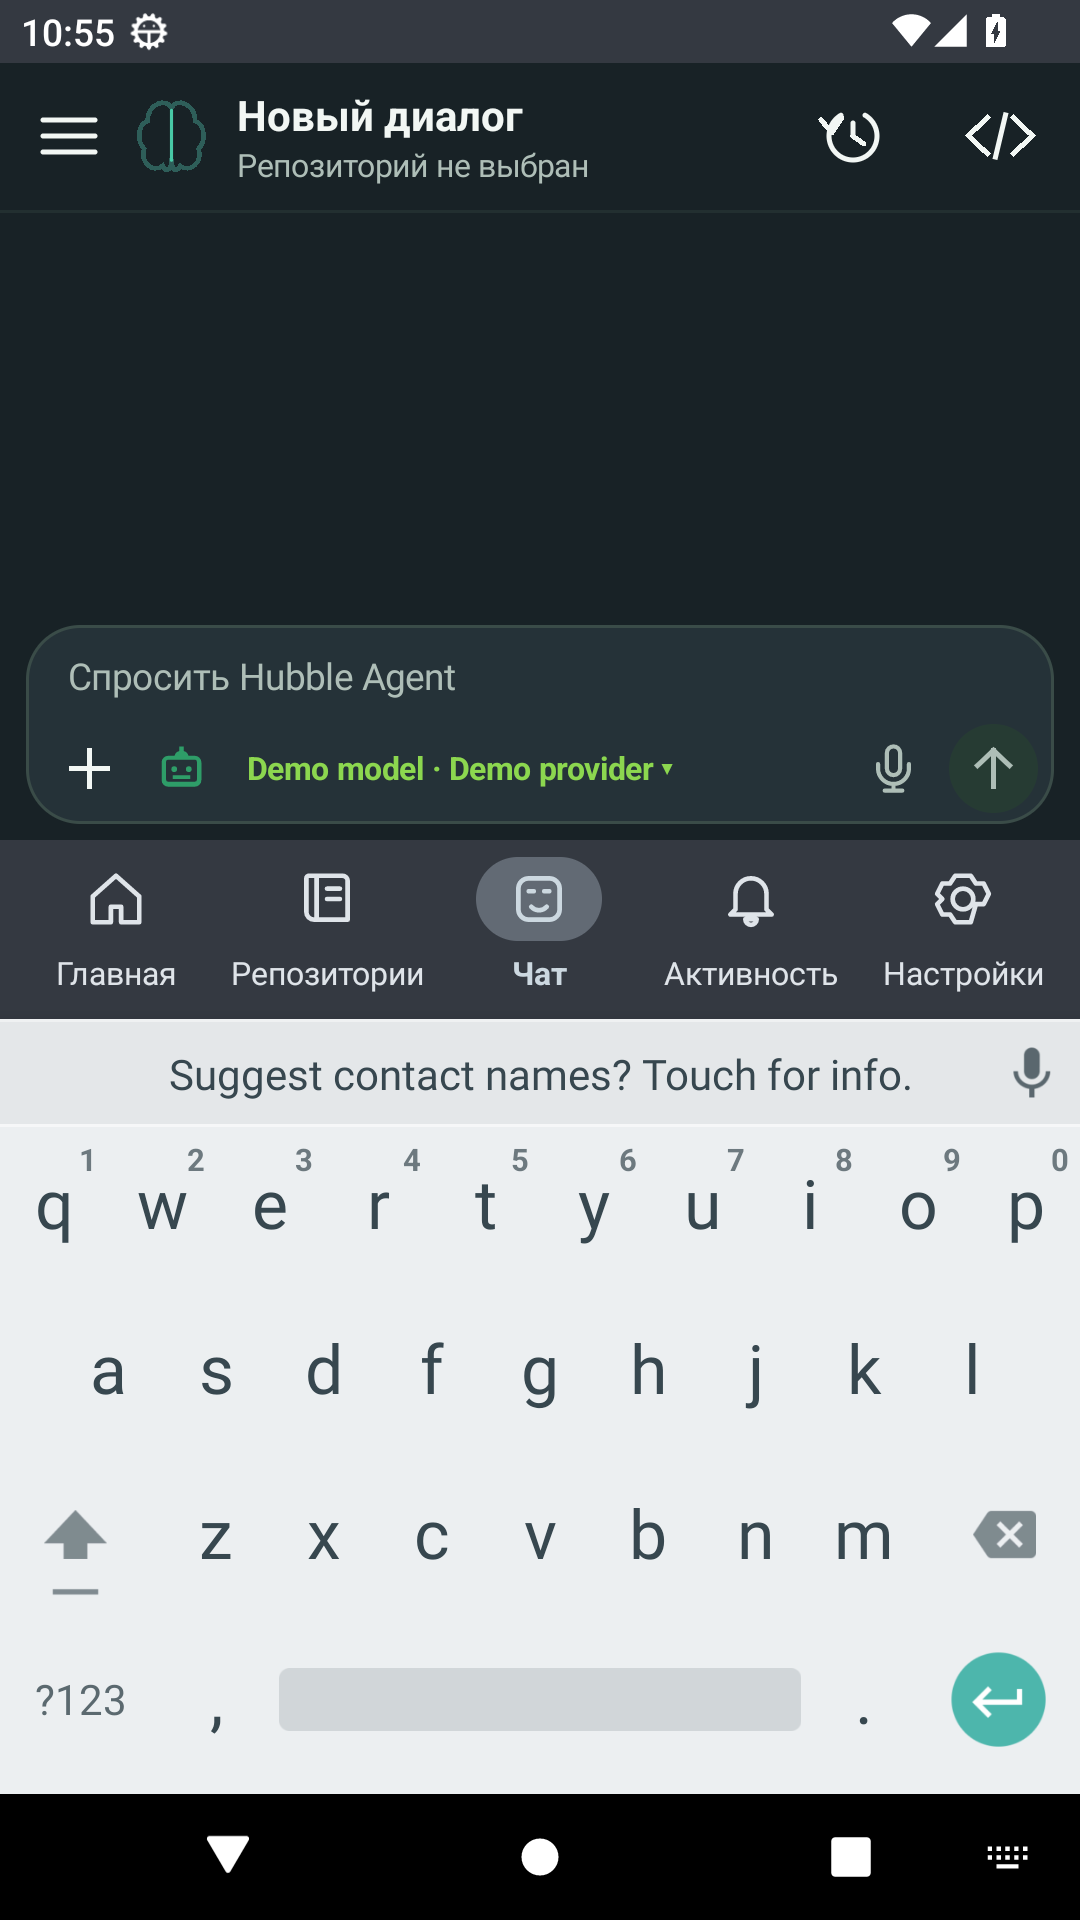 10:55
Новый диалог
Репозиторий не выбран
Спросить Hubble Agent
Demo model · Demo provider ▾
Главная Репозитории Чат Активность Настройки
Suggest contact names? Touch for info.
1 2 3 4 5 6 7 8 9 0
q w e r t y u i o p
a s d f g h j k l
z x c v b n m
?123 , .